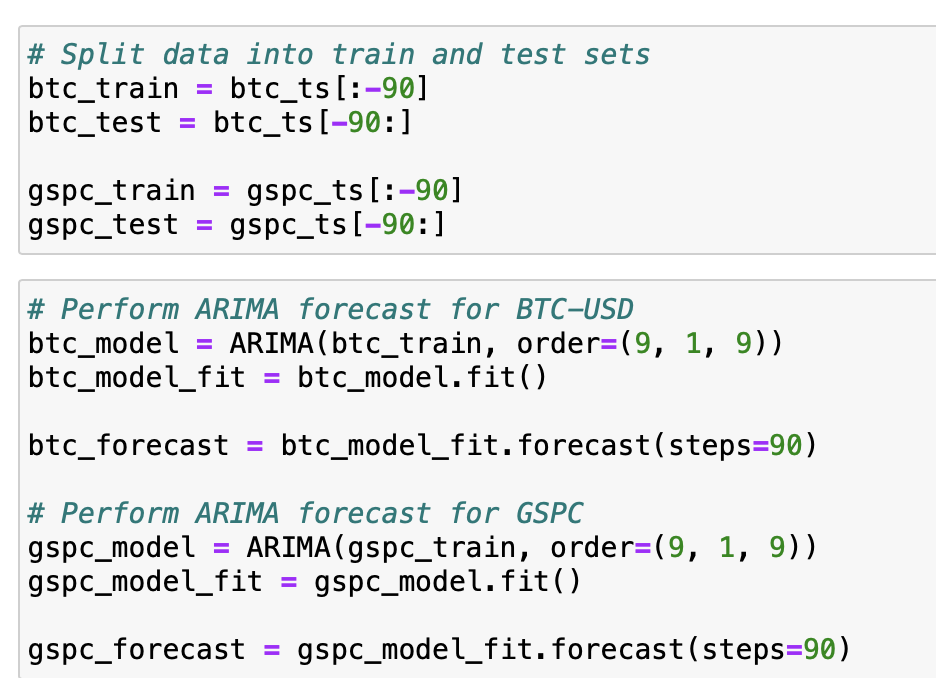 # Split data into train and test sets
btc_train = btc_ts[:-90]
btc_test = btc_ts[-90:]
gspc_train = gspc_ts[:-90]
gspc_test = gspc_ts[-90:]
# Perform ARIMA forecast for BTC-USD
btc_model = ARIMA(btc_train, order=(9, 1, 9))
btc_model_fit = btc_model.fit()
btc_forecast = btc_model_fit.forecast(steps=90)
# Perform ARIMA forecast for GSPC
gspc_model = ARIMA(gspc_train, order=(9, 1, 9))
gspc_model_fit = gspc_model.fit()
gspc_forecast = gspc_model_fit.forecast(steps=90)